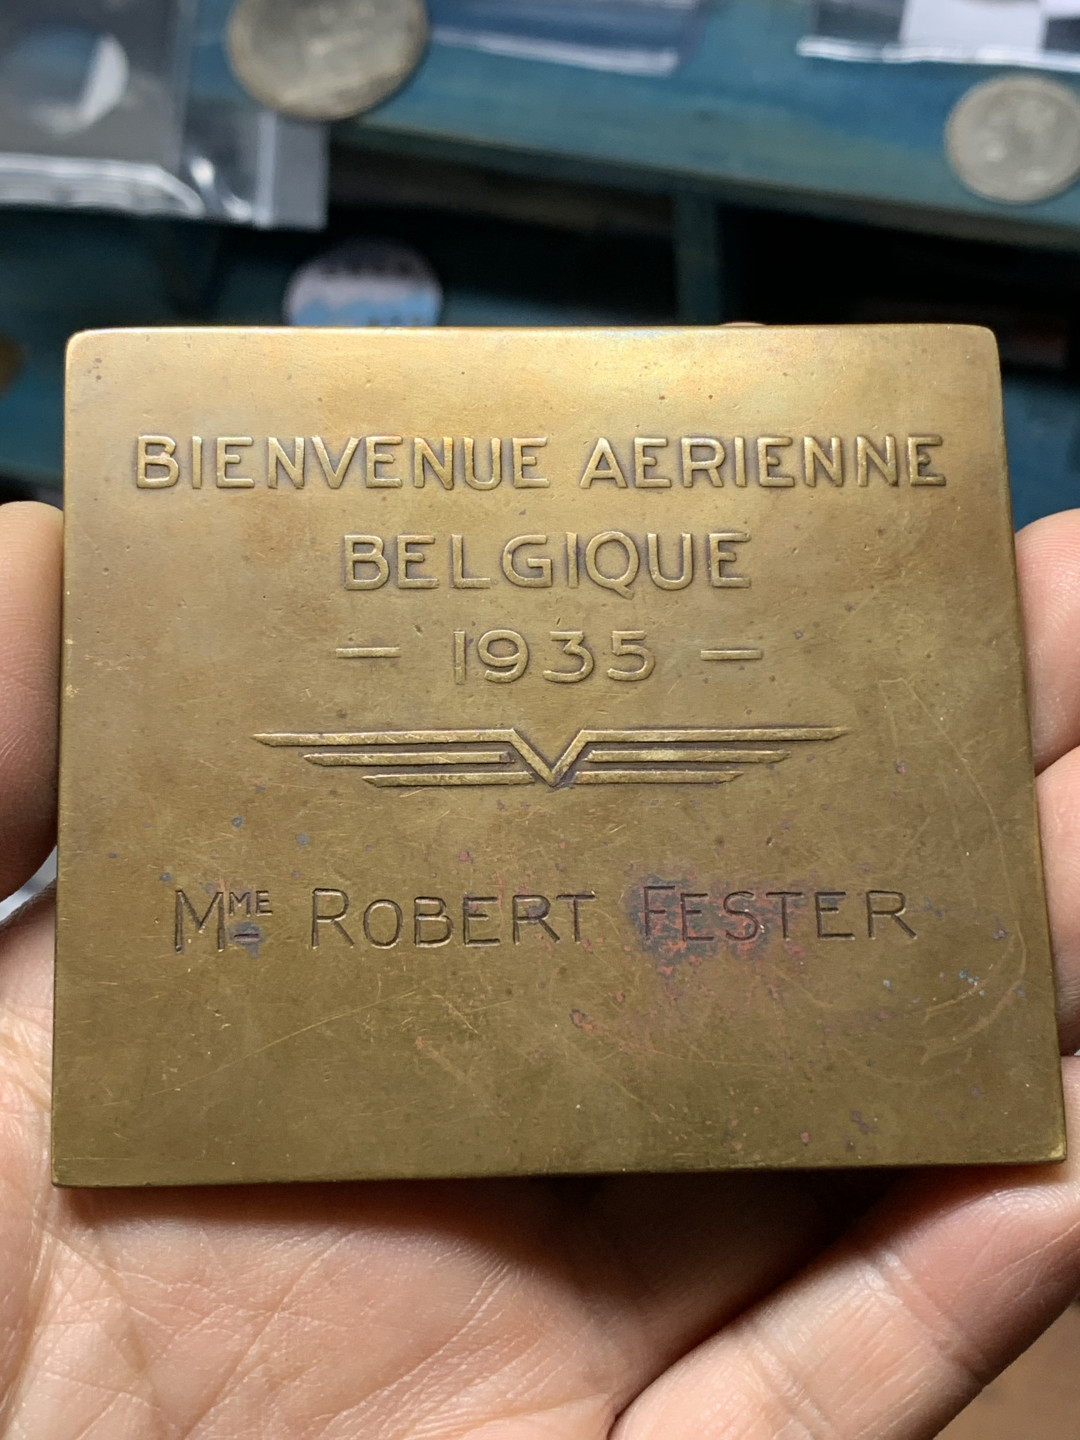 BIENVENUE AERIENNE
BELGIQUE
— 1935 —
MME ROBERT FESTER